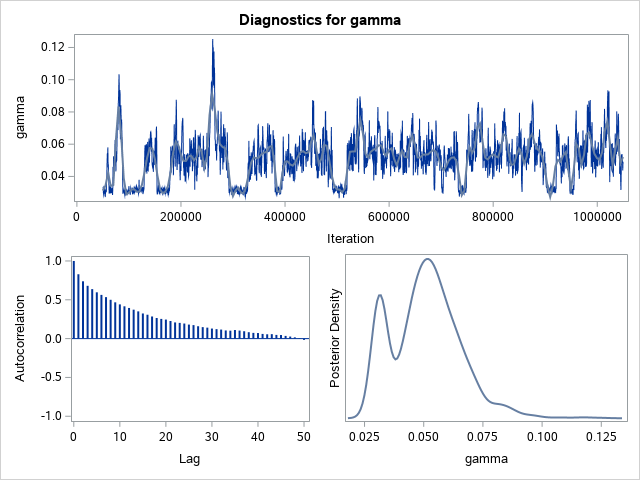 Diagnostics for gamma
0.12
0.10
0.08
0.06
0.04
gamma
0 200000 400000 600000 800000 1000000
Iteration
1.0
0.5
0.0
-0.5
-1.0
Autocorrelation
0 10 20 30 40 50
Lag
Posterior Density
0.025 0.050 0.075 0.100 0.125
gamma